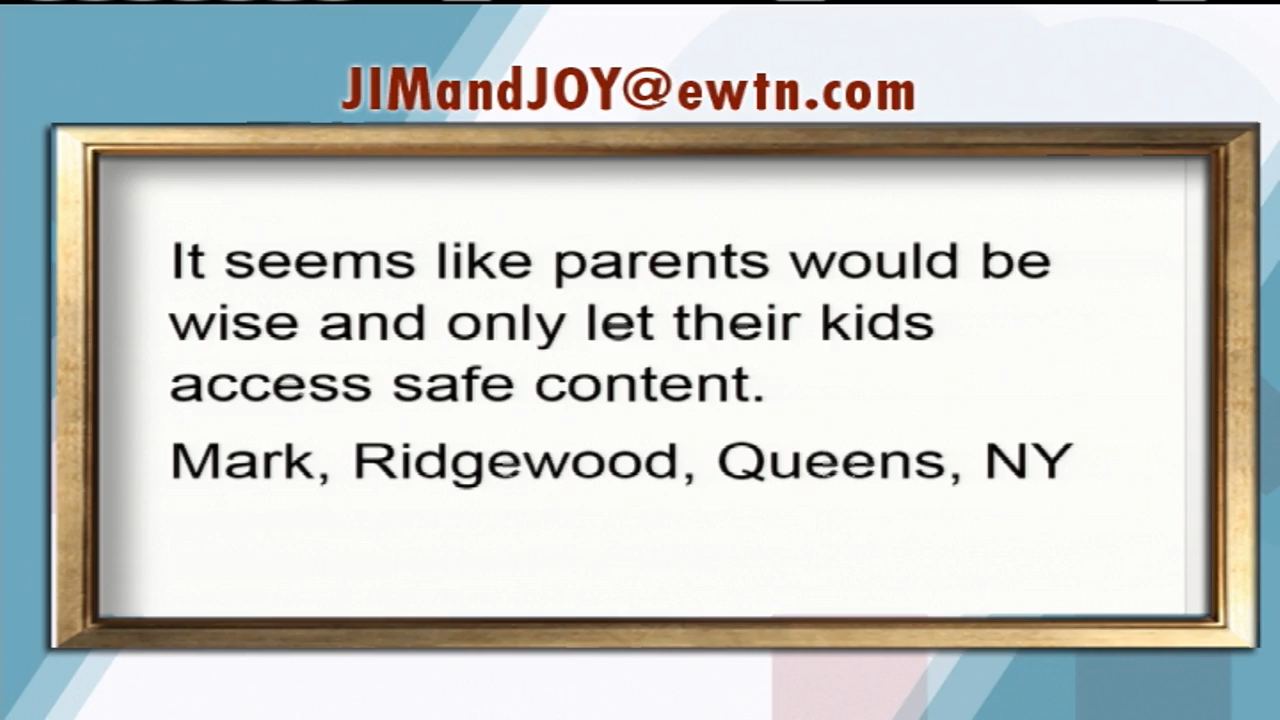 JIMandJOY@ewtn.com
It seems like parents would be
wise and only let their kids
access safe content.
Mark, Ridgewood, Queens, NY